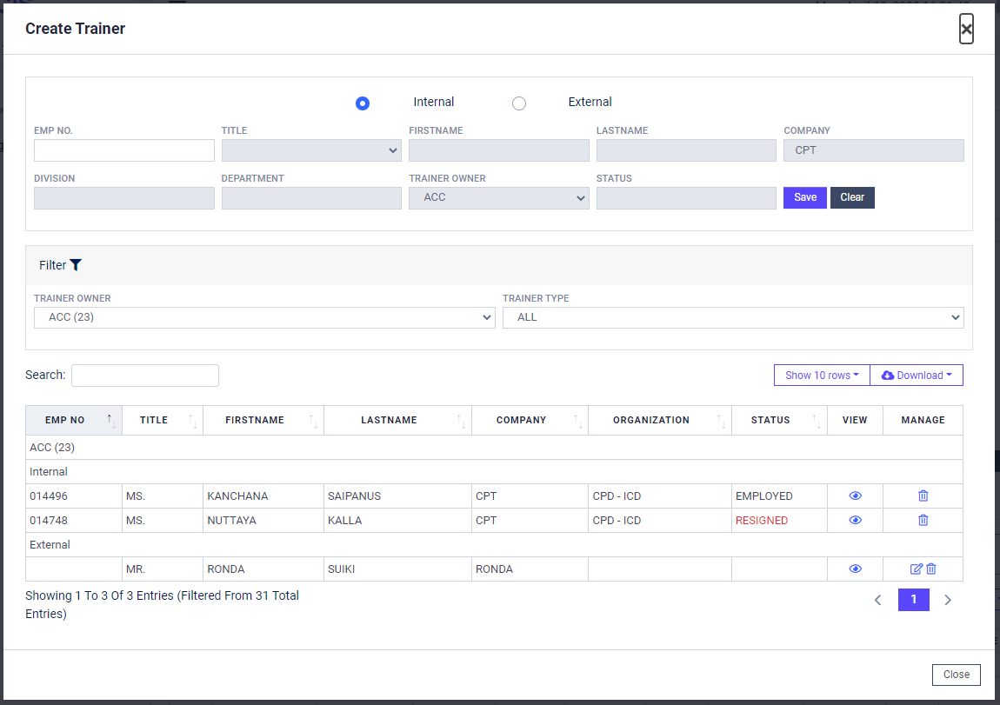 Create Trainer
Internal External
EMP NO. TITLE FIRSTNAME LASTNAME COMPANY
CPT
DIVISION DEPARTMENT TRAINER OWNER STATUS
ACC Save Clear
Filter
TRAINER OWNER TRAINER TYPE
ACC (23) ALL
Search: Show 10 rows Download
EMP NO TITLE FIRSTNAME LASTNAME COMPANY ORGANIZATION STATUS VIEW MANAGE
ACC (23)
Internal
014496 MS. KANCHANA SAIPANUS CPT CPD - ICD EMPLOYED
014748 MS. NUTTAYA KALLA CPT CPD - ICD RESIGNED
External
MR. RONDA SUIKI RONDA
Showing 1 To 3 Of 3 Entries (Filtered From 31 Total
Entries)
1
Close